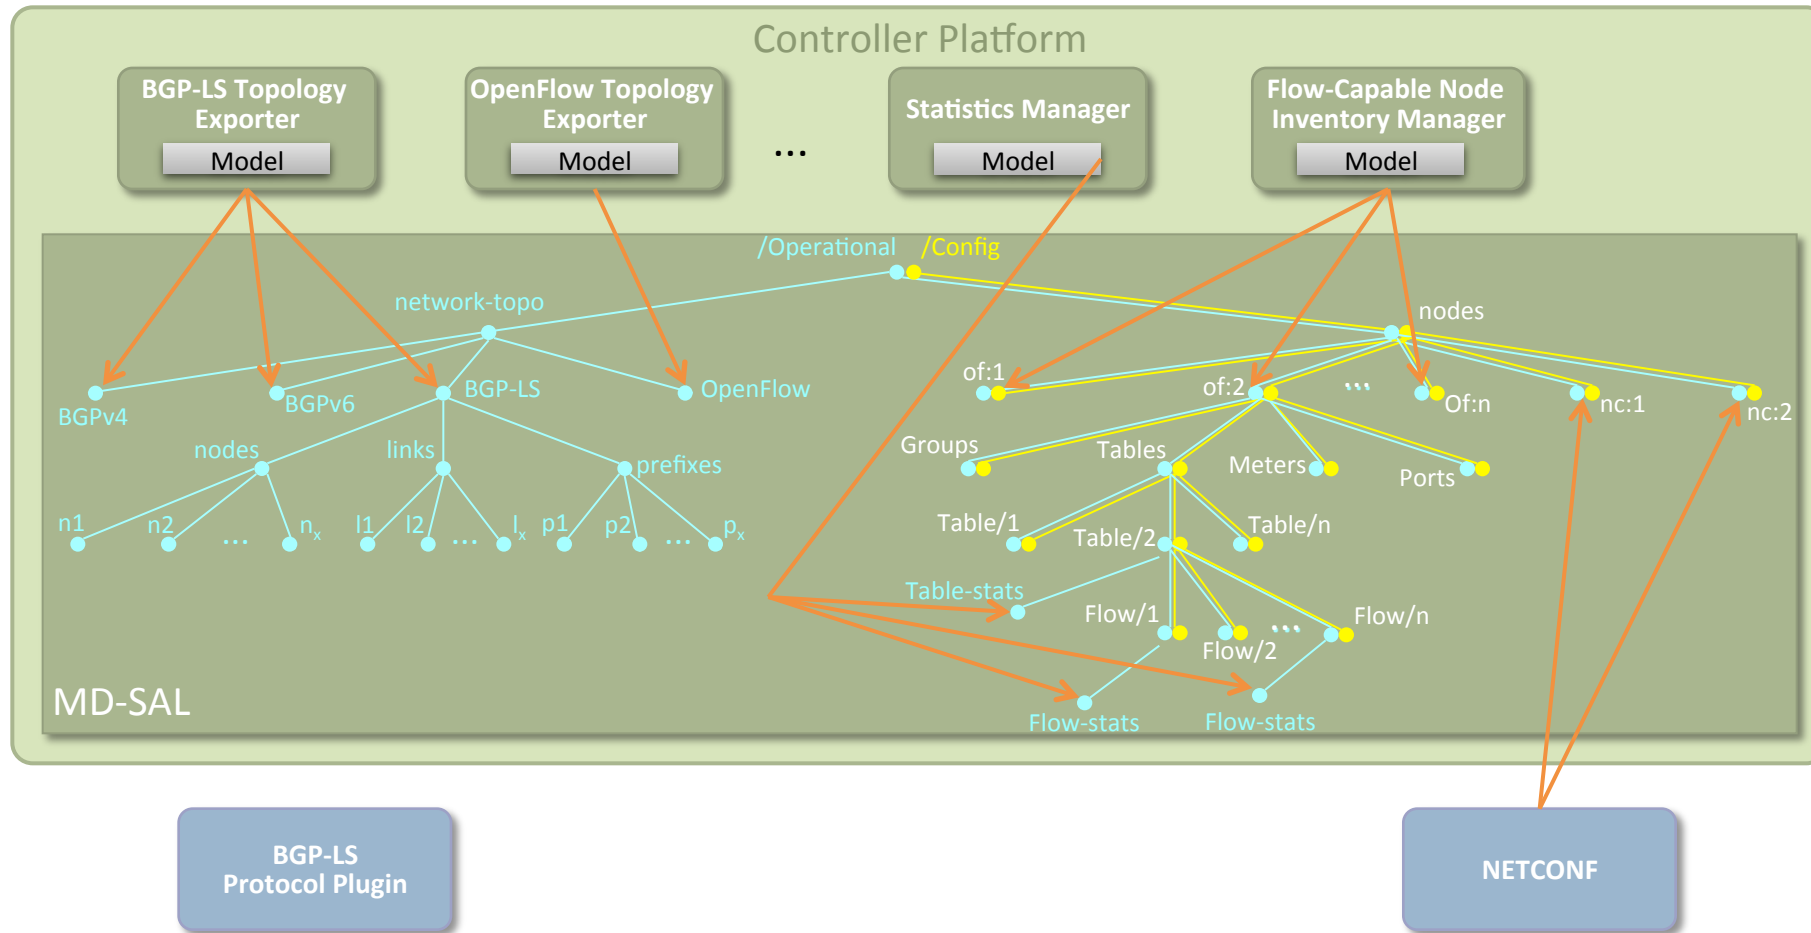 Controller Platform
BGP-LS Topology
Exporter
Model
OpenFlow Topology
Exporter
Model
...
Statistics Manager
Model
Flow-Capable Node
Inventory Manager
Model
/Operational
/Config
network-topo
nodes
BGPv4
BGPv6
BGP-LS
OpenFlow
of:1
of:2
...
Of:n
nc:1
nc:2
nodes
links
prefixes
Groups
Tables
Meters
Ports
n1
n2
...
nx
l1
l2
...
lx
p1
p2
...
px
Table/1
Table/2
Table/n
Table-stats
Flow/1
Flow/2
...
Flow/n
Flow-stats
Flow-stats
MD-SAL
BGP-LS
Protocol Plugin
NETCONF